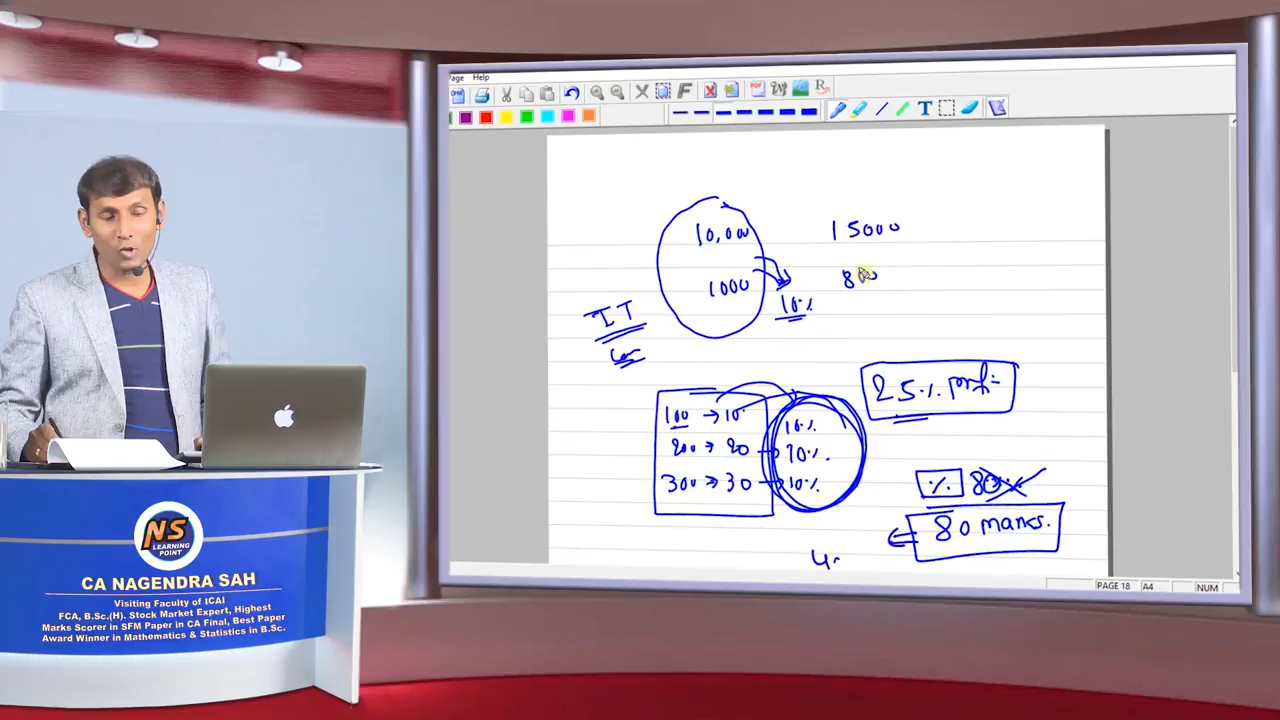 Page Help
10,000 15000
1000 800
10%
IT
100 → 10
200 → 20
300 → 30
10%
10%
10%
25%
% 80%
80 marks.
PAGE 18 A4 NUM
NS
LEARNING
POINT
CA NAGENDRA SAH
Visiting Faculty of ICAI
FCA, B.Sc.(H). Stock Market Expert, Highest
Marks Scorer in SFM Paper in CA Final, Best Paper
Award Winner in Mathematics & Statistics in B.Sc.